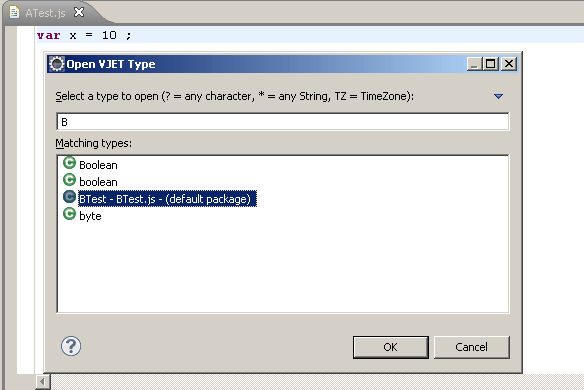 ATest.js
var x = 10 ;
Open VJET Type
Select a type to open (? = any character, * = any String, TZ = TimeZone):
B
Matching types:
Boolean
boolean
BTest - BTest.js - (default package)
byte
?
OK Cancel